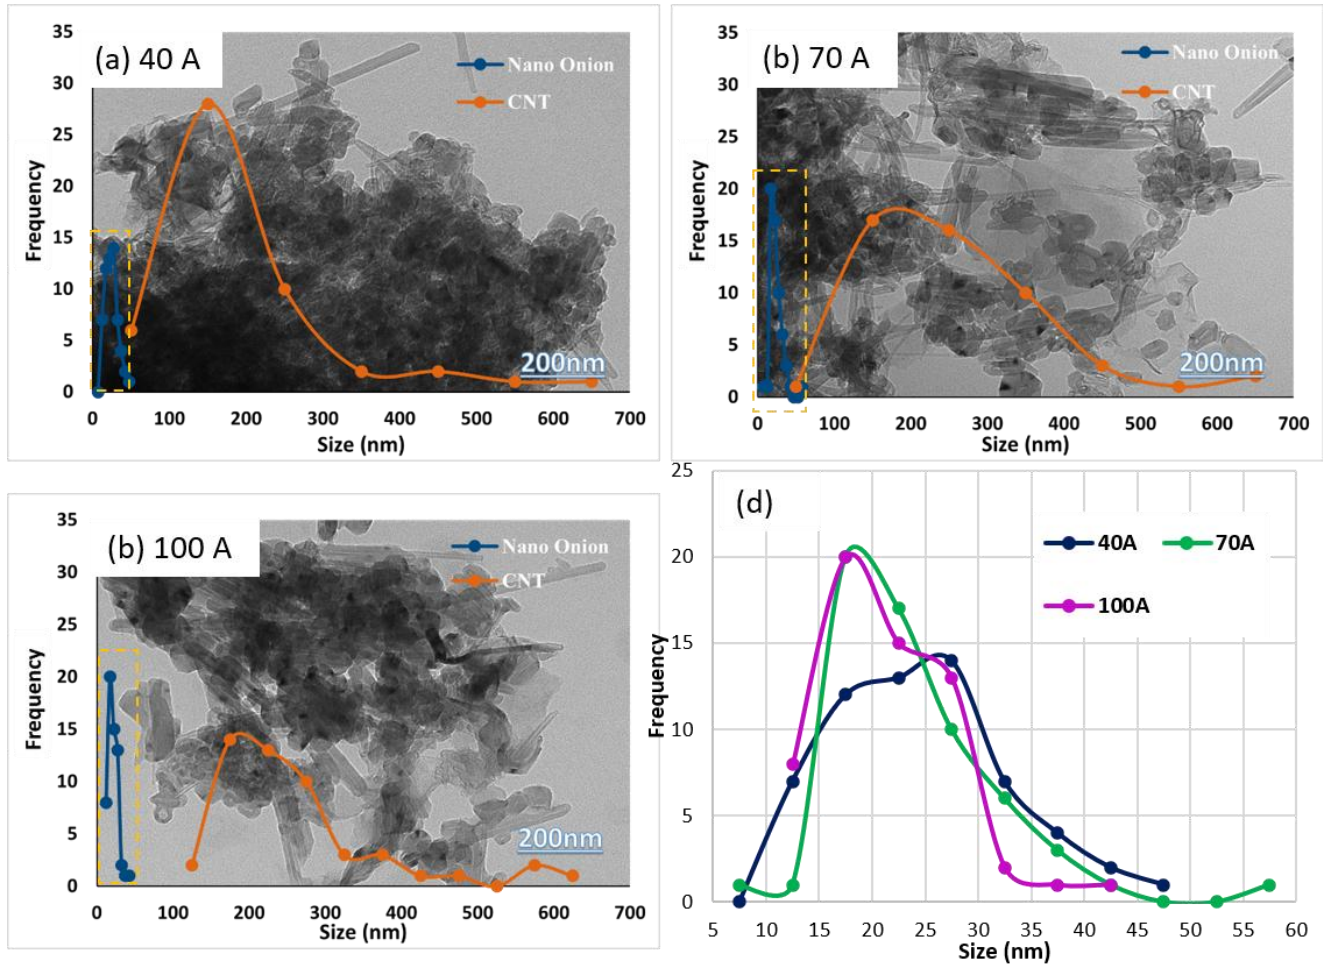 (a) 40 A
Nano Onion
CNT
Frequency
35
30
25
20
15
10
5
0
200nm
0 100 200 300 400 500 600 700
Size (nm)
(b) 70 A
Nano Onion
CNT
Frequency
35
30
25
20
15
10
5
0
200nm
0 100 200 300 400 500 600 700
Size (nm)
(b) 100 A
Nano Onion
CNT
Frequency
35
30
25
20
15
10
5
0
200nm
0 100 200 300 400 500 600 700
Size (nm)
(d)
40A 70A
100A
Frequency
25
20
15
10
5
0
5 10 15 20 25 30 35 40 45 50 55 60
Size (nm)